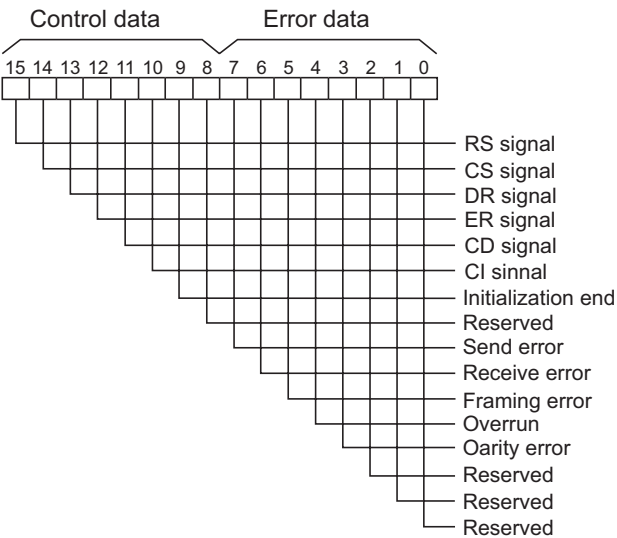 Control data Error data
15 14 13 12 11 10 9 8 7 6 5 4 3 2 1 0
RS signal
CS signal
DR signal
ER signal
CD signal
CI sinnal
Initialization end
Reserved
Send error
Receive error
Framing error
Overrun
Oarity error
Reserved
Reserved
Reserved